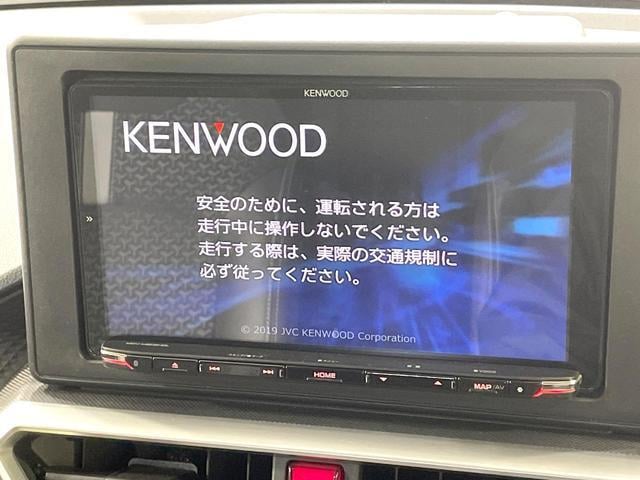 KENWOOD
KENWOOD
安全のために、運転される方は
走行中に操作しないでください。
走行する際は、実際の交通規制に
必ず従ってください。
© 2019 JVC KENWOOD Corporation
HOME
MAP/AV